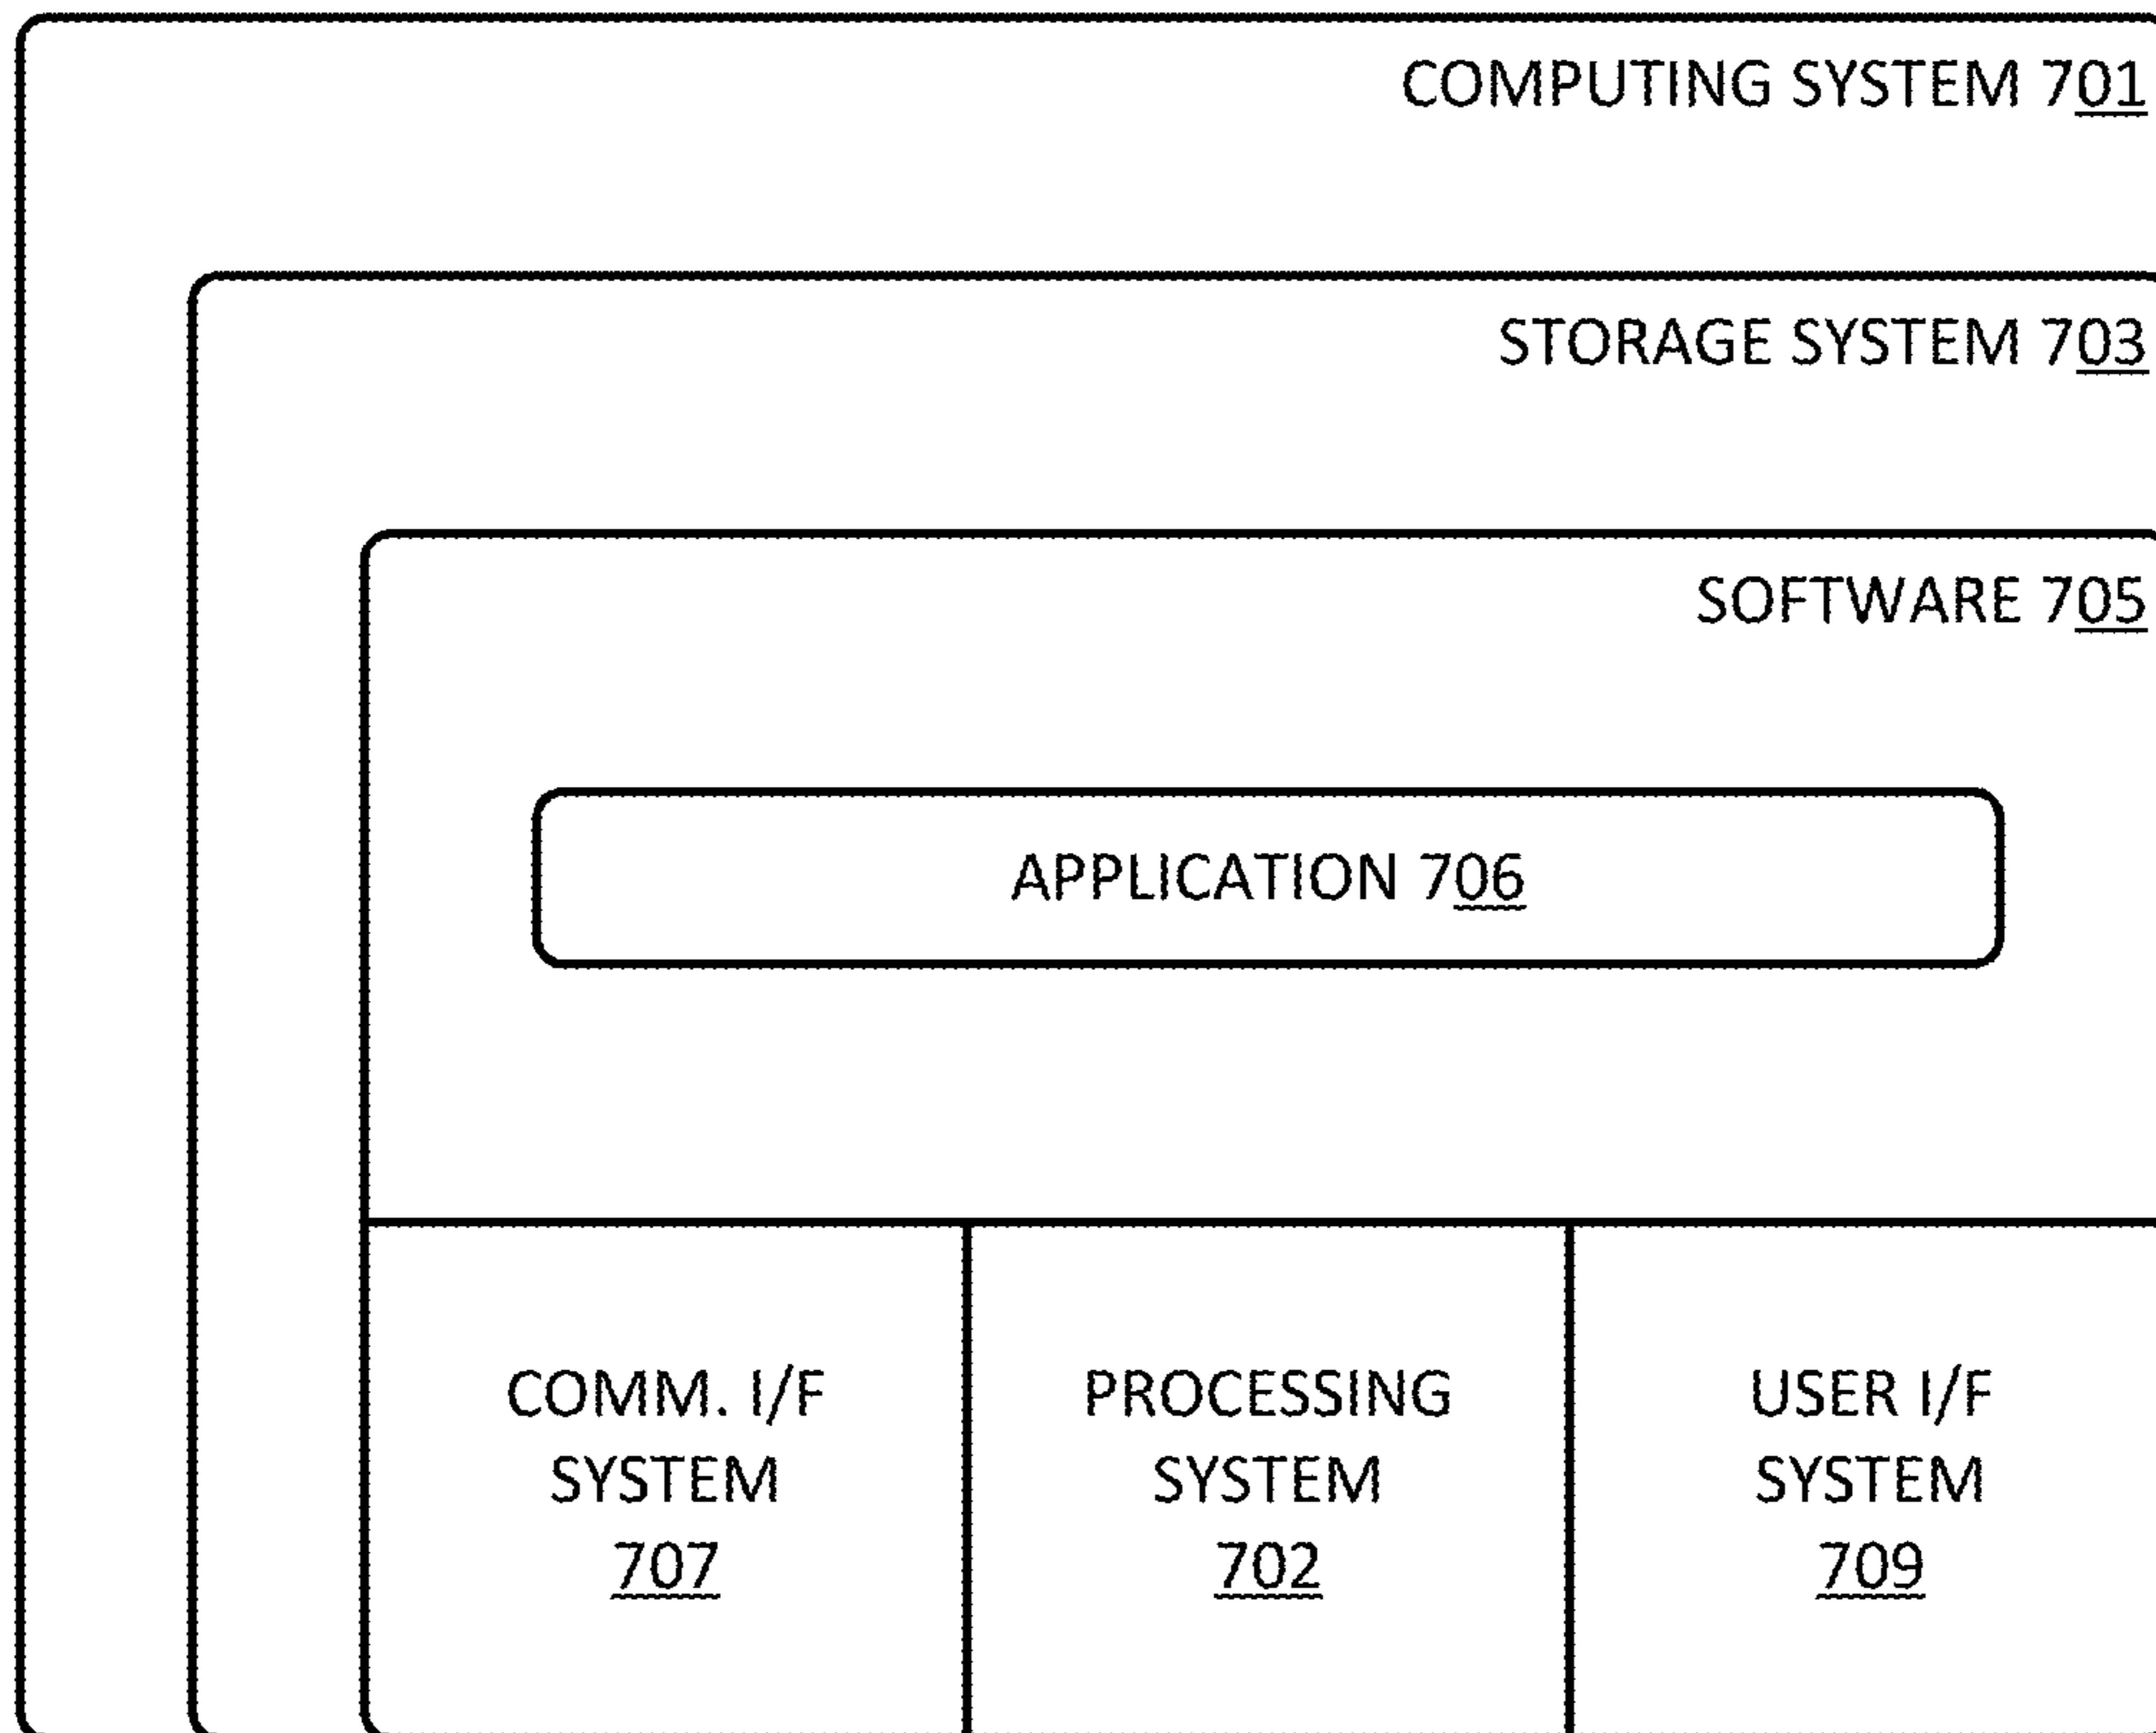 COMPUTING SYSTEM 701
STORAGE SYSTEM 703
SOFTWARE 705
APPLICATION 706
COMM. I/F
SYSTEM
707
PROCESSING
SYSTEM
702
USER I/F
SYSTEM
709